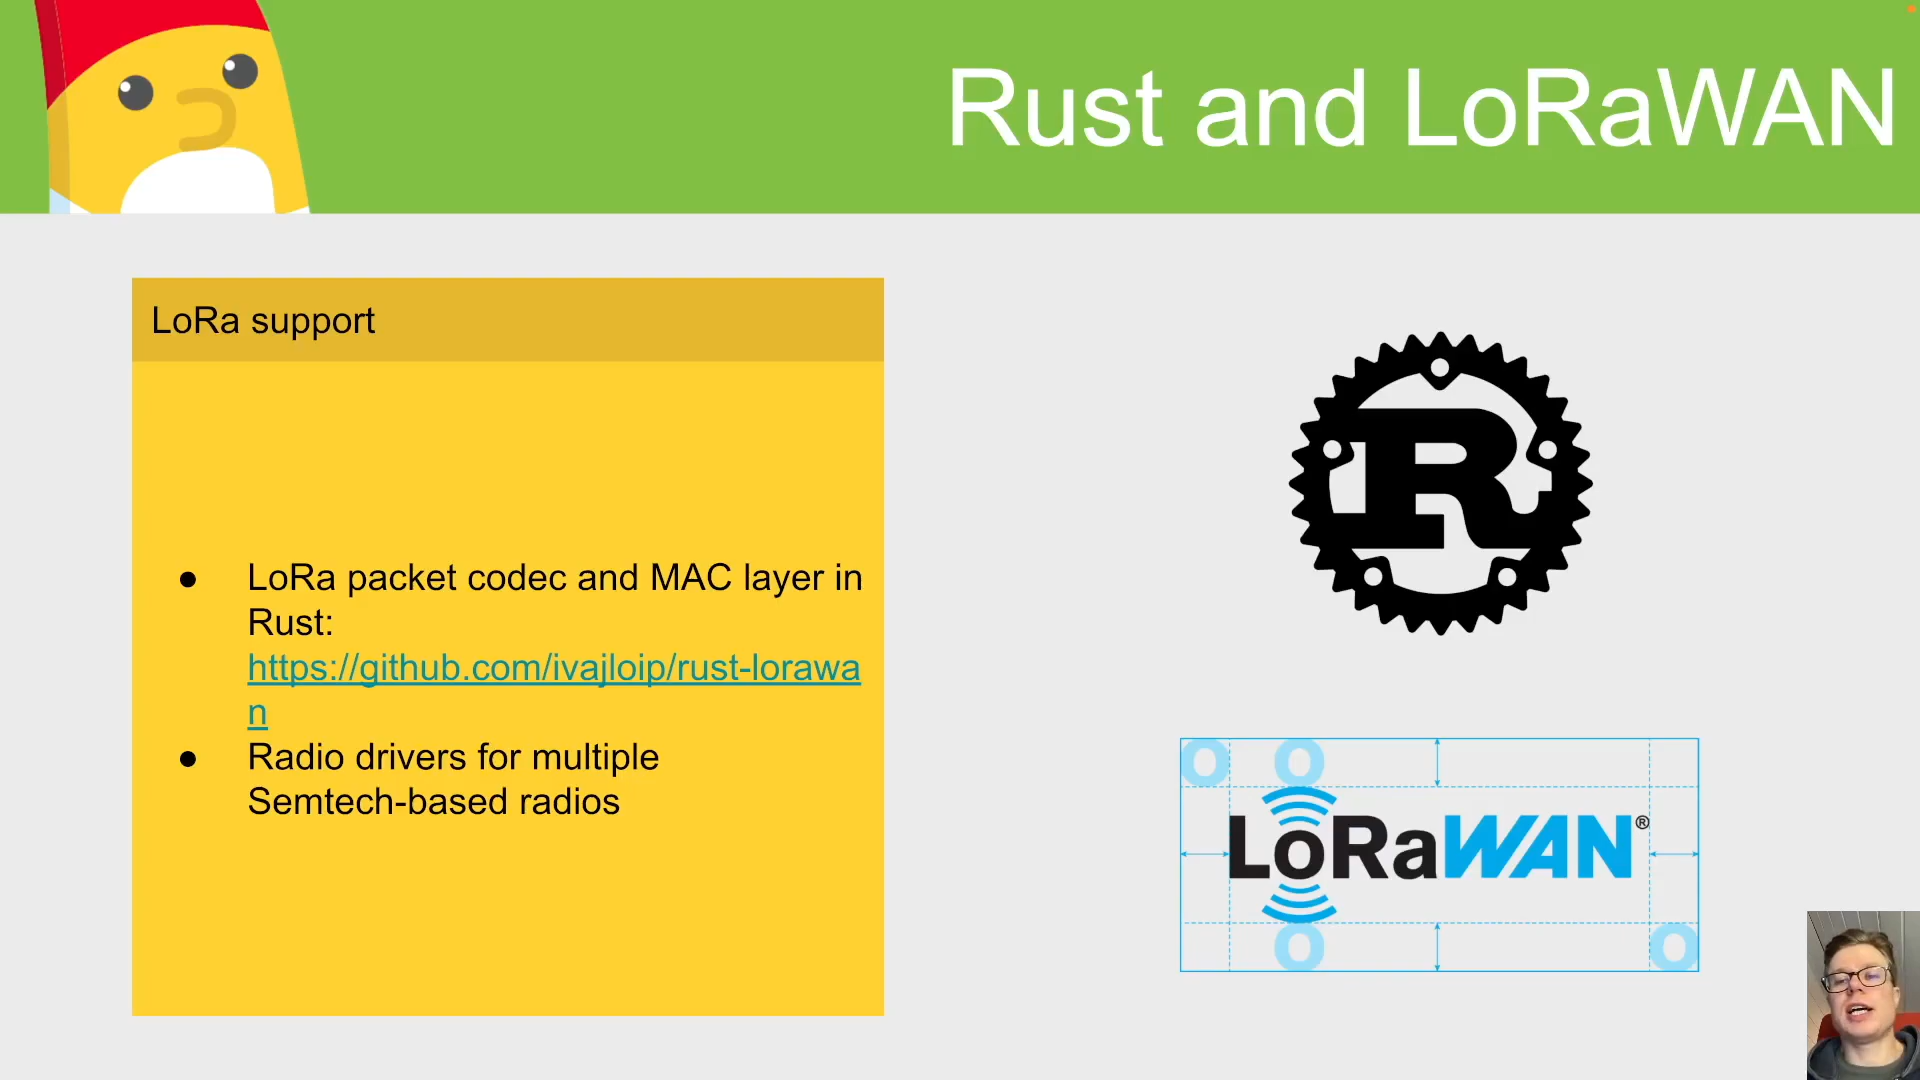 Rust and LoRaWAN
LoRa support
● LoRa packet codec and MAC layer in
Rust:
https://github.com/ivajloip/rust-lorawa
n
● Radio drivers for multiple
Semtech-based radios
R
O O
LoRaWAN®
O O